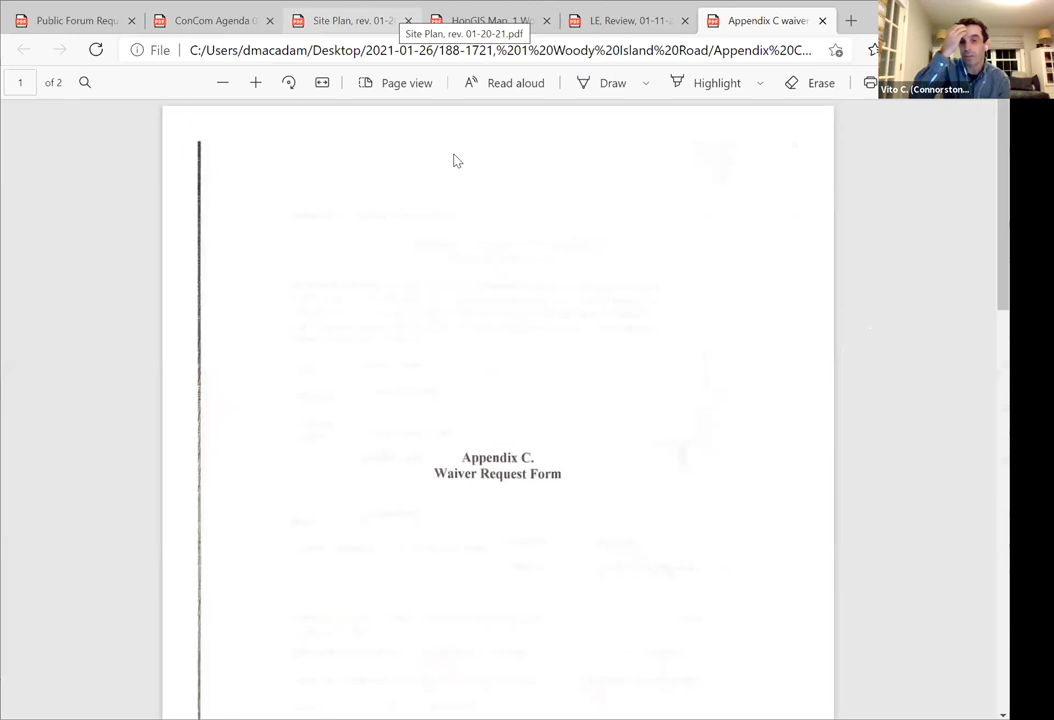 Public Forum Requ
ConCom Agenda 0
Site Plan, rev. 01-2
HopGIS Map, 1 Wo
LE, Review, 01-11-
Appendix C waiver
Site Plan, rev. 01-20-21.pdf
File
C:/Users/dmacadam/Desktop/2021-01-26/188-1721,%201%20Woody%20Island%20Road/Appendix%20C...
1 of 2
Page view
Read aloud
Draw
Highlight
Erase
Vito C. (Connorston...
Appendix C.
Waiver Request Form